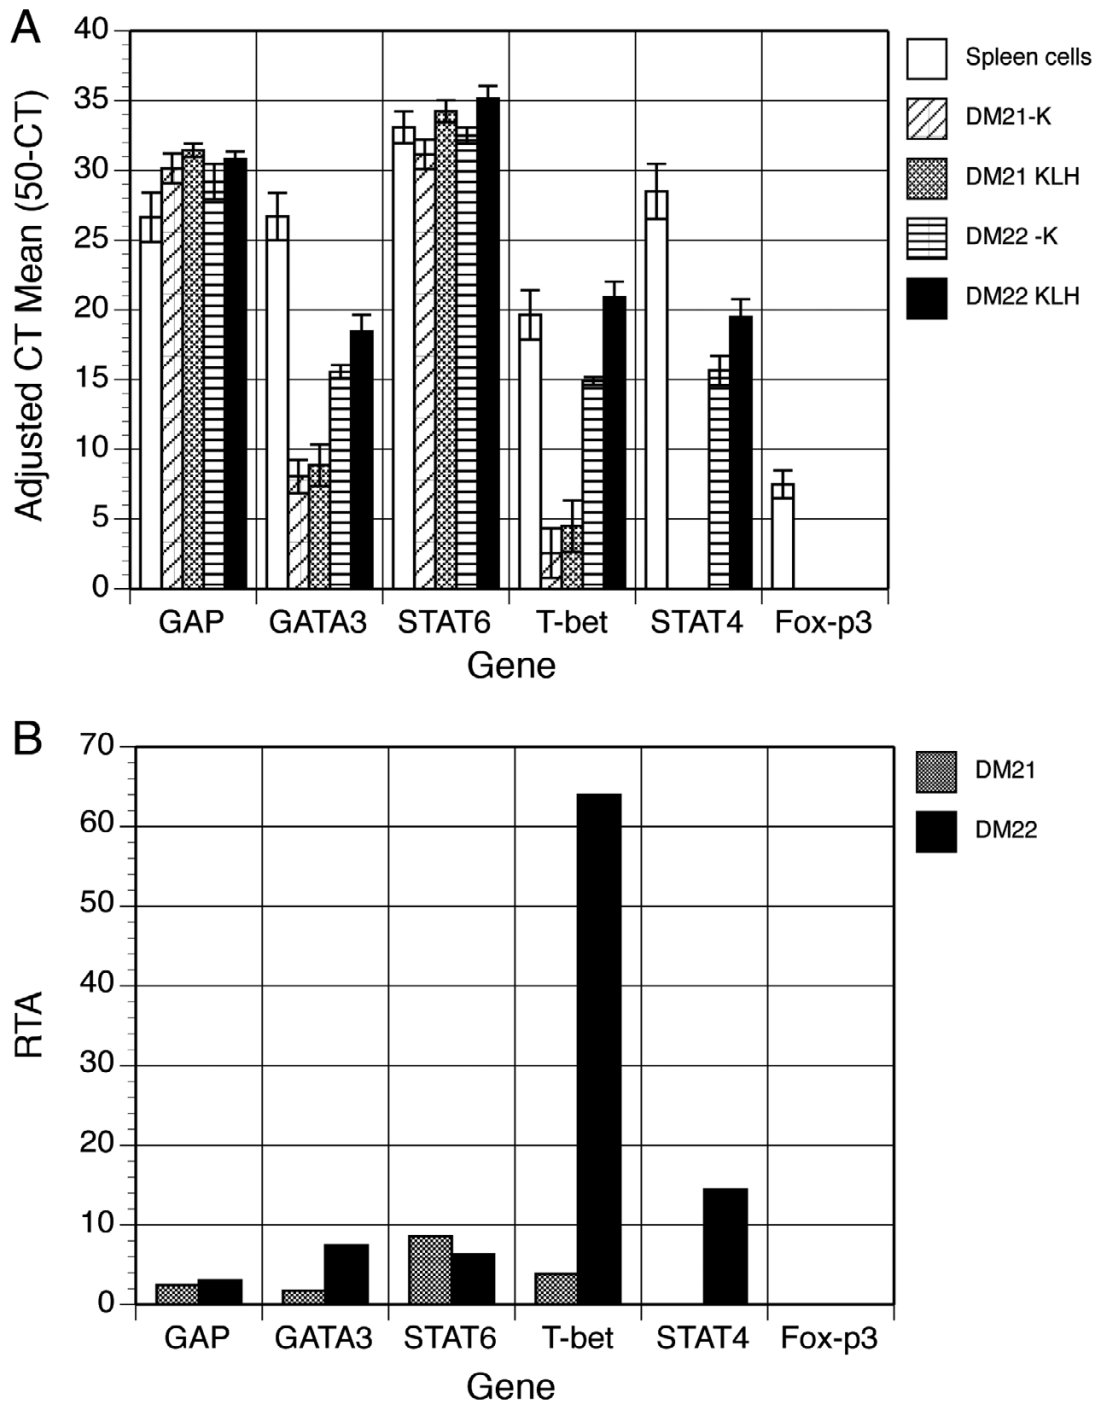 A
Adjusted CT Mean (50-CT)
40
35
30
25
20
15
10
5
0
GAP GATA3 STAT6 T-bet STAT4 Fox-p3
Gene
Spleen cells
DM21-K
DM21 KLH
DM22 -K
DM22 KLH
B
RTA
70
60
50
40
30
20
10
0
GAP GATA3 STAT6 T-bet STAT4 Fox-p3
Gene
DM21
DM22